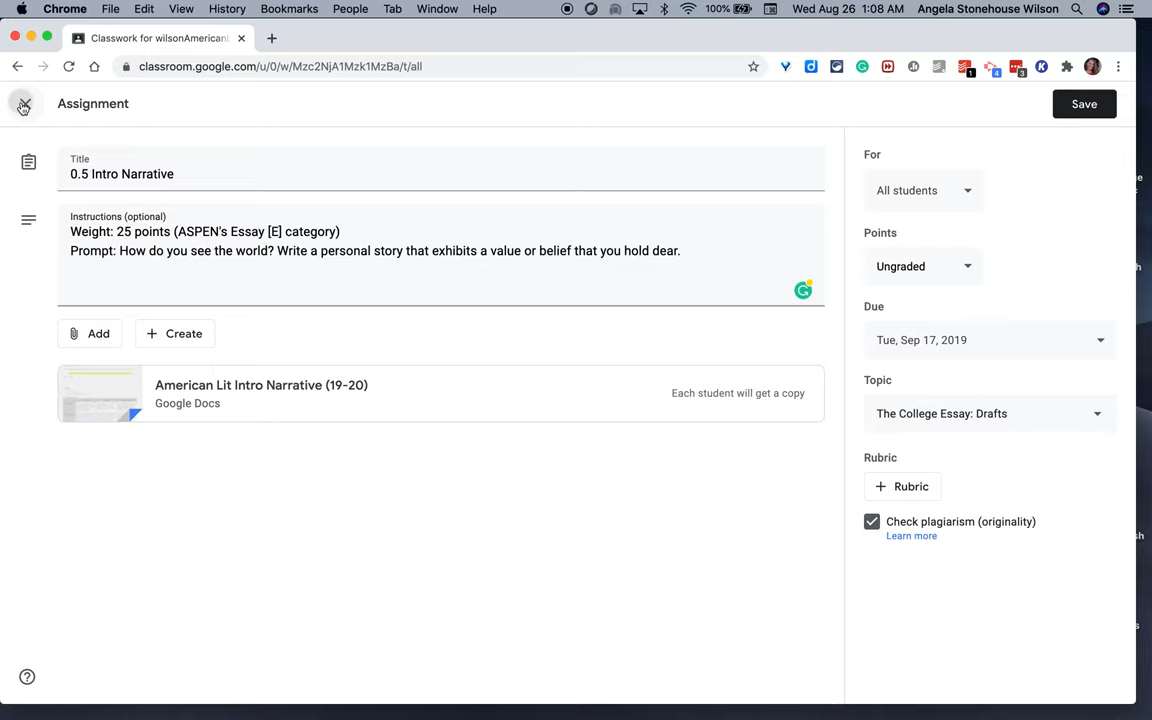 Chrome File Edit View History Bookmarks People Tab Window Help 100% Wed Aug 26 1:08 AM Angela Stonehouse Wilson
Classwork for wilsonAmerican
classroom.google.com/u/0/w/Mzc2NjA1Mzk1MzBa/t/all
1 4 3
Assignment
Save
Title
0.5 Intro Narrative
Instructions (optional)
Weight: 25 points (ASPEN's Essay [E] category)
Prompt: How do you see the world? Write a personal story that exhibits a value or belief that you hold dear.
Add
Create
American Lit Intro Narrative (19-20)
Google Docs
Each student will get a copy
For
All students
Points
Ungraded
Due
Tue, Sep 17, 2019
Topic
The College Essay: Drafts
Rubric
+ Rubric
Check plagiarism (originality)
Learn more